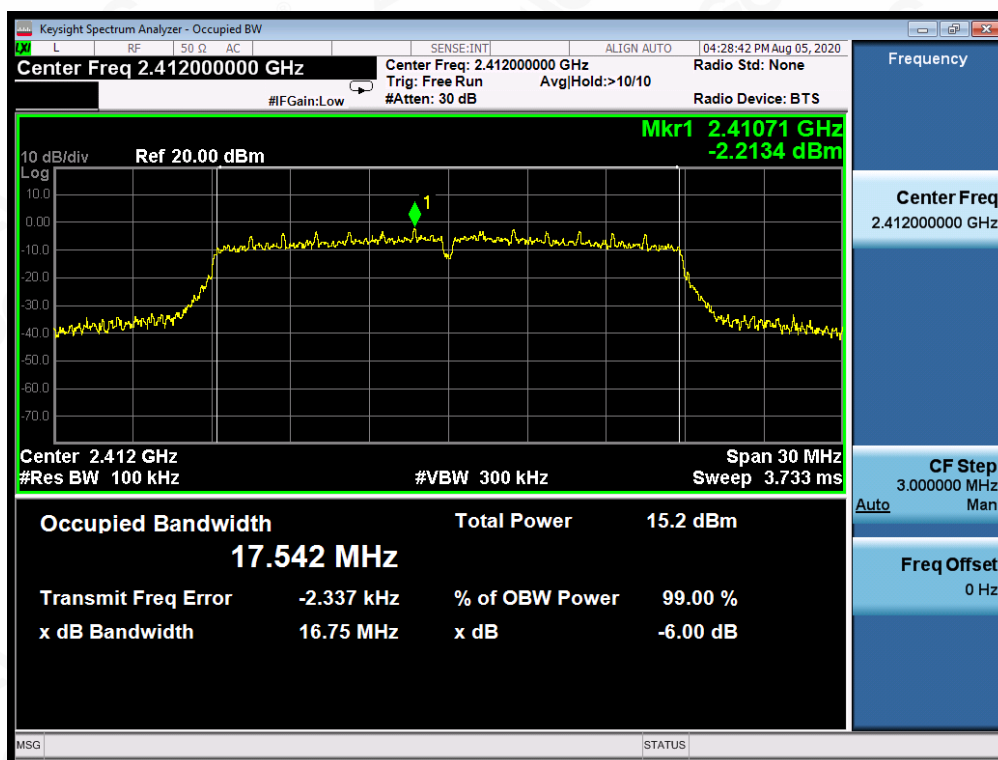 Keysight Spectrum Analyzer - Occupied BW
LXI L RF 50 Ω AC SENSE:INT ALIGN AUTO 04:28:42 PM Aug 05, 2020
Center Freq 2.412000000 GHz
#IFGain:Low
Center Freq: 2.412000000 GHz
Trig: Free Run Avg|Hold:>10/10
#Atten: 30 dB
Radio Std: None
Radio Device: BTS
Mkr1 2.41071 GHz
-2.2134 dBm
10 dB/div Ref 20.00 dBm
Log
10.0
0.00
-10.0
-20.0
-30.0
-40.0
-50.0
-60.0
-70.0
1
Center 2.412 GHz Span 30 MHz
#Res BW 100 kHz #VBW 300 kHz Sweep 3.733 ms
Occupied Bandwidth Total Power 15.2 dBm
17.542 MHz
Transmit Freq Error -2.337 kHz % of OBW Power 99.00 %
x dB Bandwidth 16.75 MHz x dB -6.00 dB
MSG STATUS
Frequency
Center Freq
2.412000000 GHz
CF Step
3.000000 MHz
Auto Man
Freq Offset
0 Hz